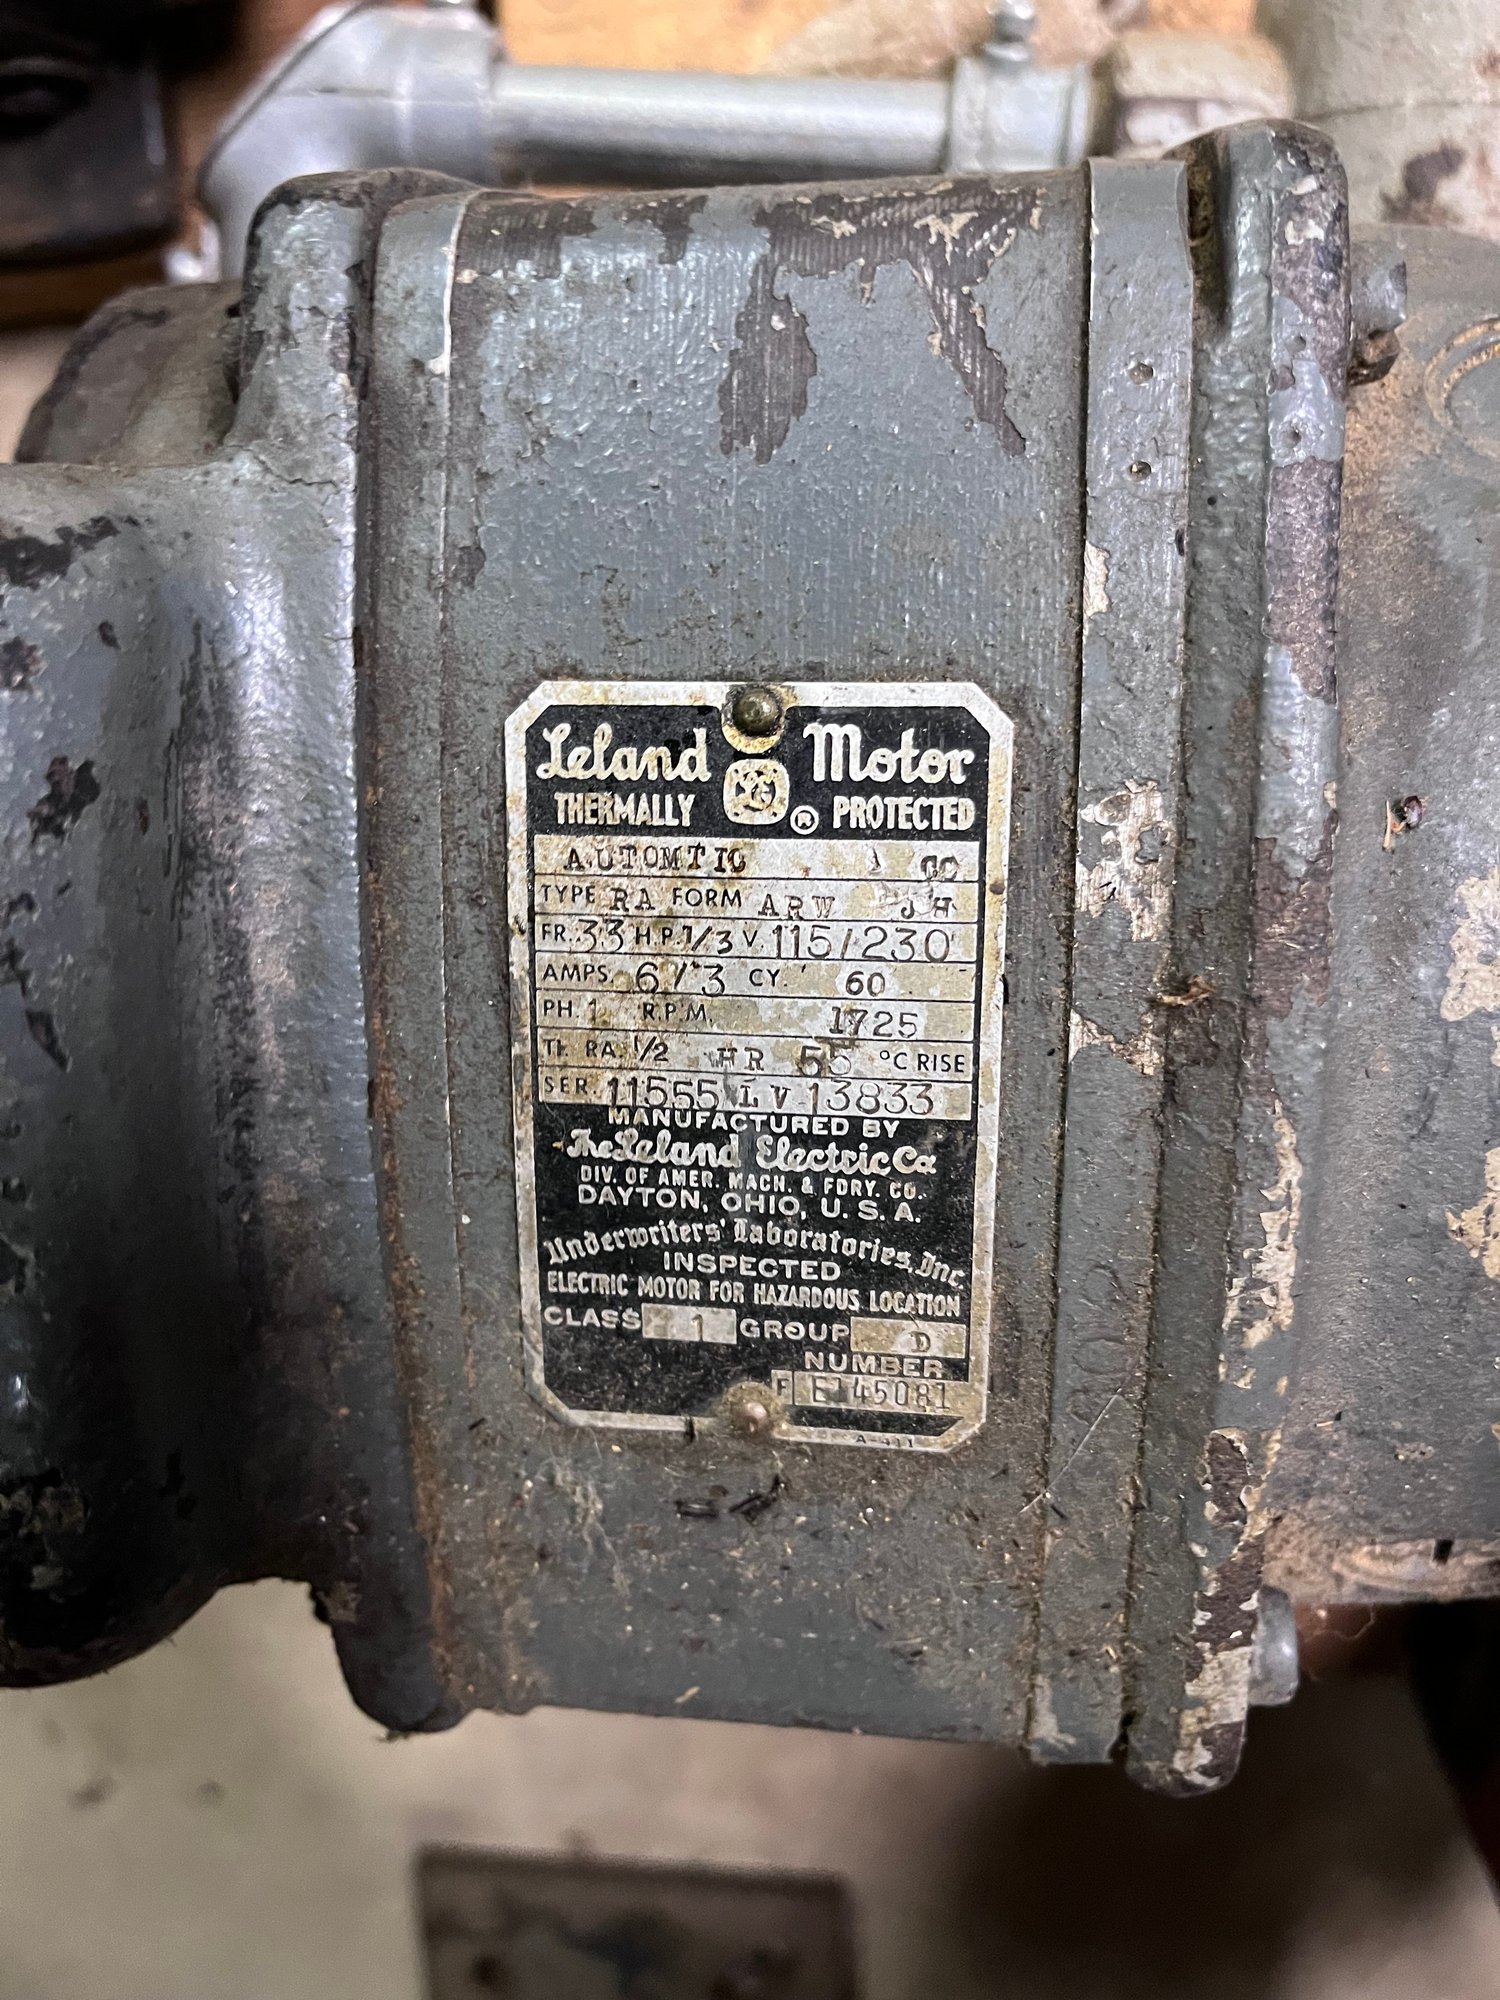 Leland Motor
THERMALLY ® PROTECTED
AUTOMTIC
TYPE RA FORM ARW JH
FR. 33 H.P. 1/3 V. 115/230
AMPS. 6/3 CY. 60
PH. 1 R.P.M. 1725
RA. 1/2 HR 55 °C RISE
SER. 11555 LV 13833
MANUFACTURED BY
The Leland Electric Co.
DIV. OF AMER. MACH. & FDRY. CO.
DAYTON, OHIO, U.S.A.
Underwriters' Laboratories, Inc.
INSPECTED
ELECTRIC MOTOR FOR HAZARDOUS LOCATION
CLASS 1 GROUP D
NUMBER
E145081